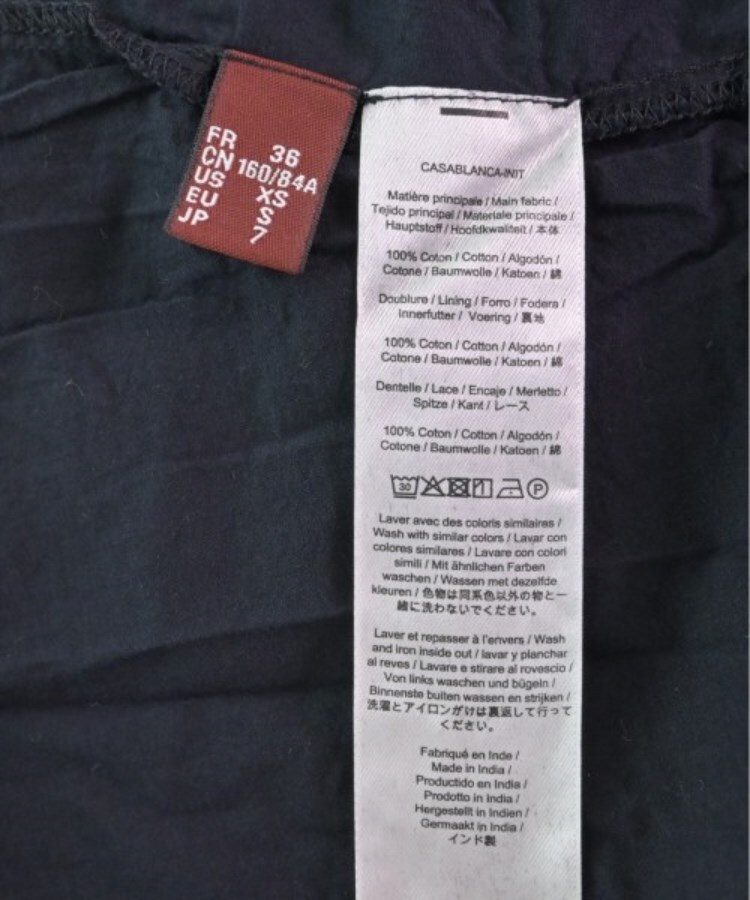 FR 36
CN 160/84A
US XS
EU S
JP 7
CASABLANCA-INIT
Matière principale / Main fabric /
Tejido principal / Materiale principale /
Hauptstoff / Hoofdkwaliteit / 本体
100% Coton / Cotton / Algodón /
Cotone / Baumwolle / Katoen / 綿
Doublure / Lining / Forro / Fodera /
Innerfutter / Voering / 裏地
100% Coton / Cotton / Algodón /
Cotone / Baumwolle / Katoen / 綿
Dentelle / Lace / Encaje / Merletto /
Spitze / Kant / レース
100% Coton / Cotton / Algodón /
Cotone / Baumwolle / Katoen / 綿
30 P
Laver avec des coloris similaires /
Wash with similar colors / Lavar con
colores similares / Lavare con colori
simili / Mit ähnlichen Farben
waschen / Wassen met dezelfde
kleuren / 色物は同系色以外の物と一
緒に洗わないでください。
Laver et repasser à l'envers / Wash
and iron inside out / lavar y planchar
al reves / Lavare e stirare al rovescio /
Von links waschen und bügeln /
Binnenste buiten wassen en strijken /
洗濯とアイロンがけは裏返して行って
ください。
Fabriqué en Inde /
Made in India /
Productido en India /
Prodotto in India /
Hergestellt in Indien /
Germaakt in India /
インド製